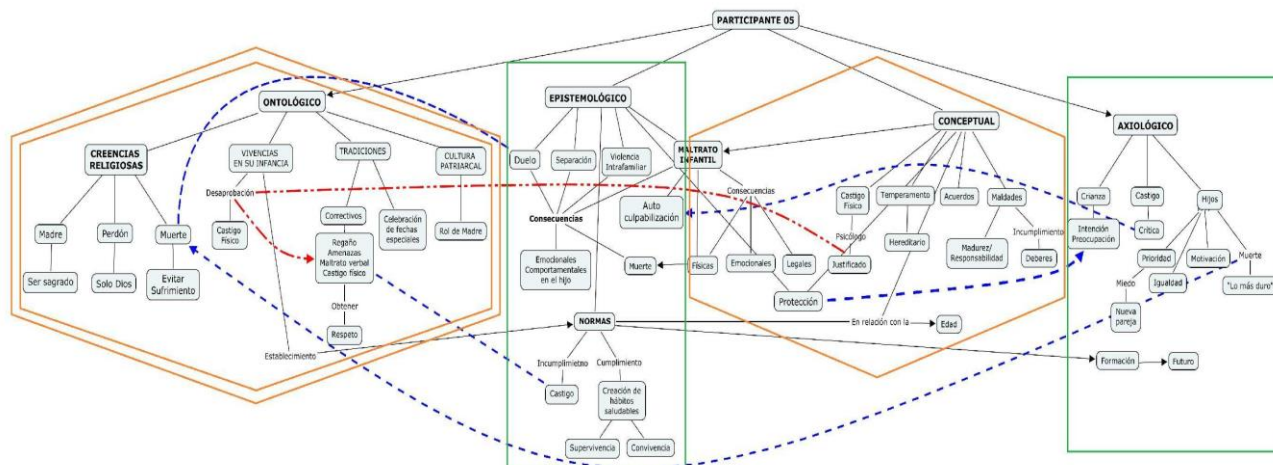 PARTICIPANTE 05
ONTOLÓGICO
CREENCIAS
RELIGIOSAS
Madre
Ser sagrado
Perdón
Solo Dios
Muerte
Evitar
Sufrimiento
VIVENCIAS
EN SU INFANCIA
Desaprobación
Castigo
Físico
Establecimiento
TRADICIONES
Correctivos
Regaño
Amenazas
Maltrato verbal
Castigo físico
Obtener
Respeto
Celebración
de fechas
especiales
CULTURA
PATRIARCAL
Rol de Madre
EPISTEMOLÓGICO
Duelo
Separación
Violencia
Intrafamiliar
MALTRATO
INFANTIL
Auto
culpabilización
Consecuencias
Emocionales
Comportamentales
en el hijo
Muerte
Consecuencias
Físicas
Emocionales
Legales
NORMAS
Incumplimietno
Castigo
Cumplimiento
Creación de
hábitos
saludables
Supervivencia
Convivencia
CONCEPTUAL
Castigo
Físico
Psicólogo
Justificado
Protección
Temperamento
Hereditario
Acuerdos
Maldades
Madurez/
Responsabilidad
Incumplimiento
Deberes
En relación con la
Edad
AXIOLÓGICO
Crianza
Intención
Preocupación
Castigo
Crítica
Hijos
Prioridad
Miedo
Nueva
pareja
Igualdad
Motivación
Muerte
"Lo más duro"
Formación
Futuro